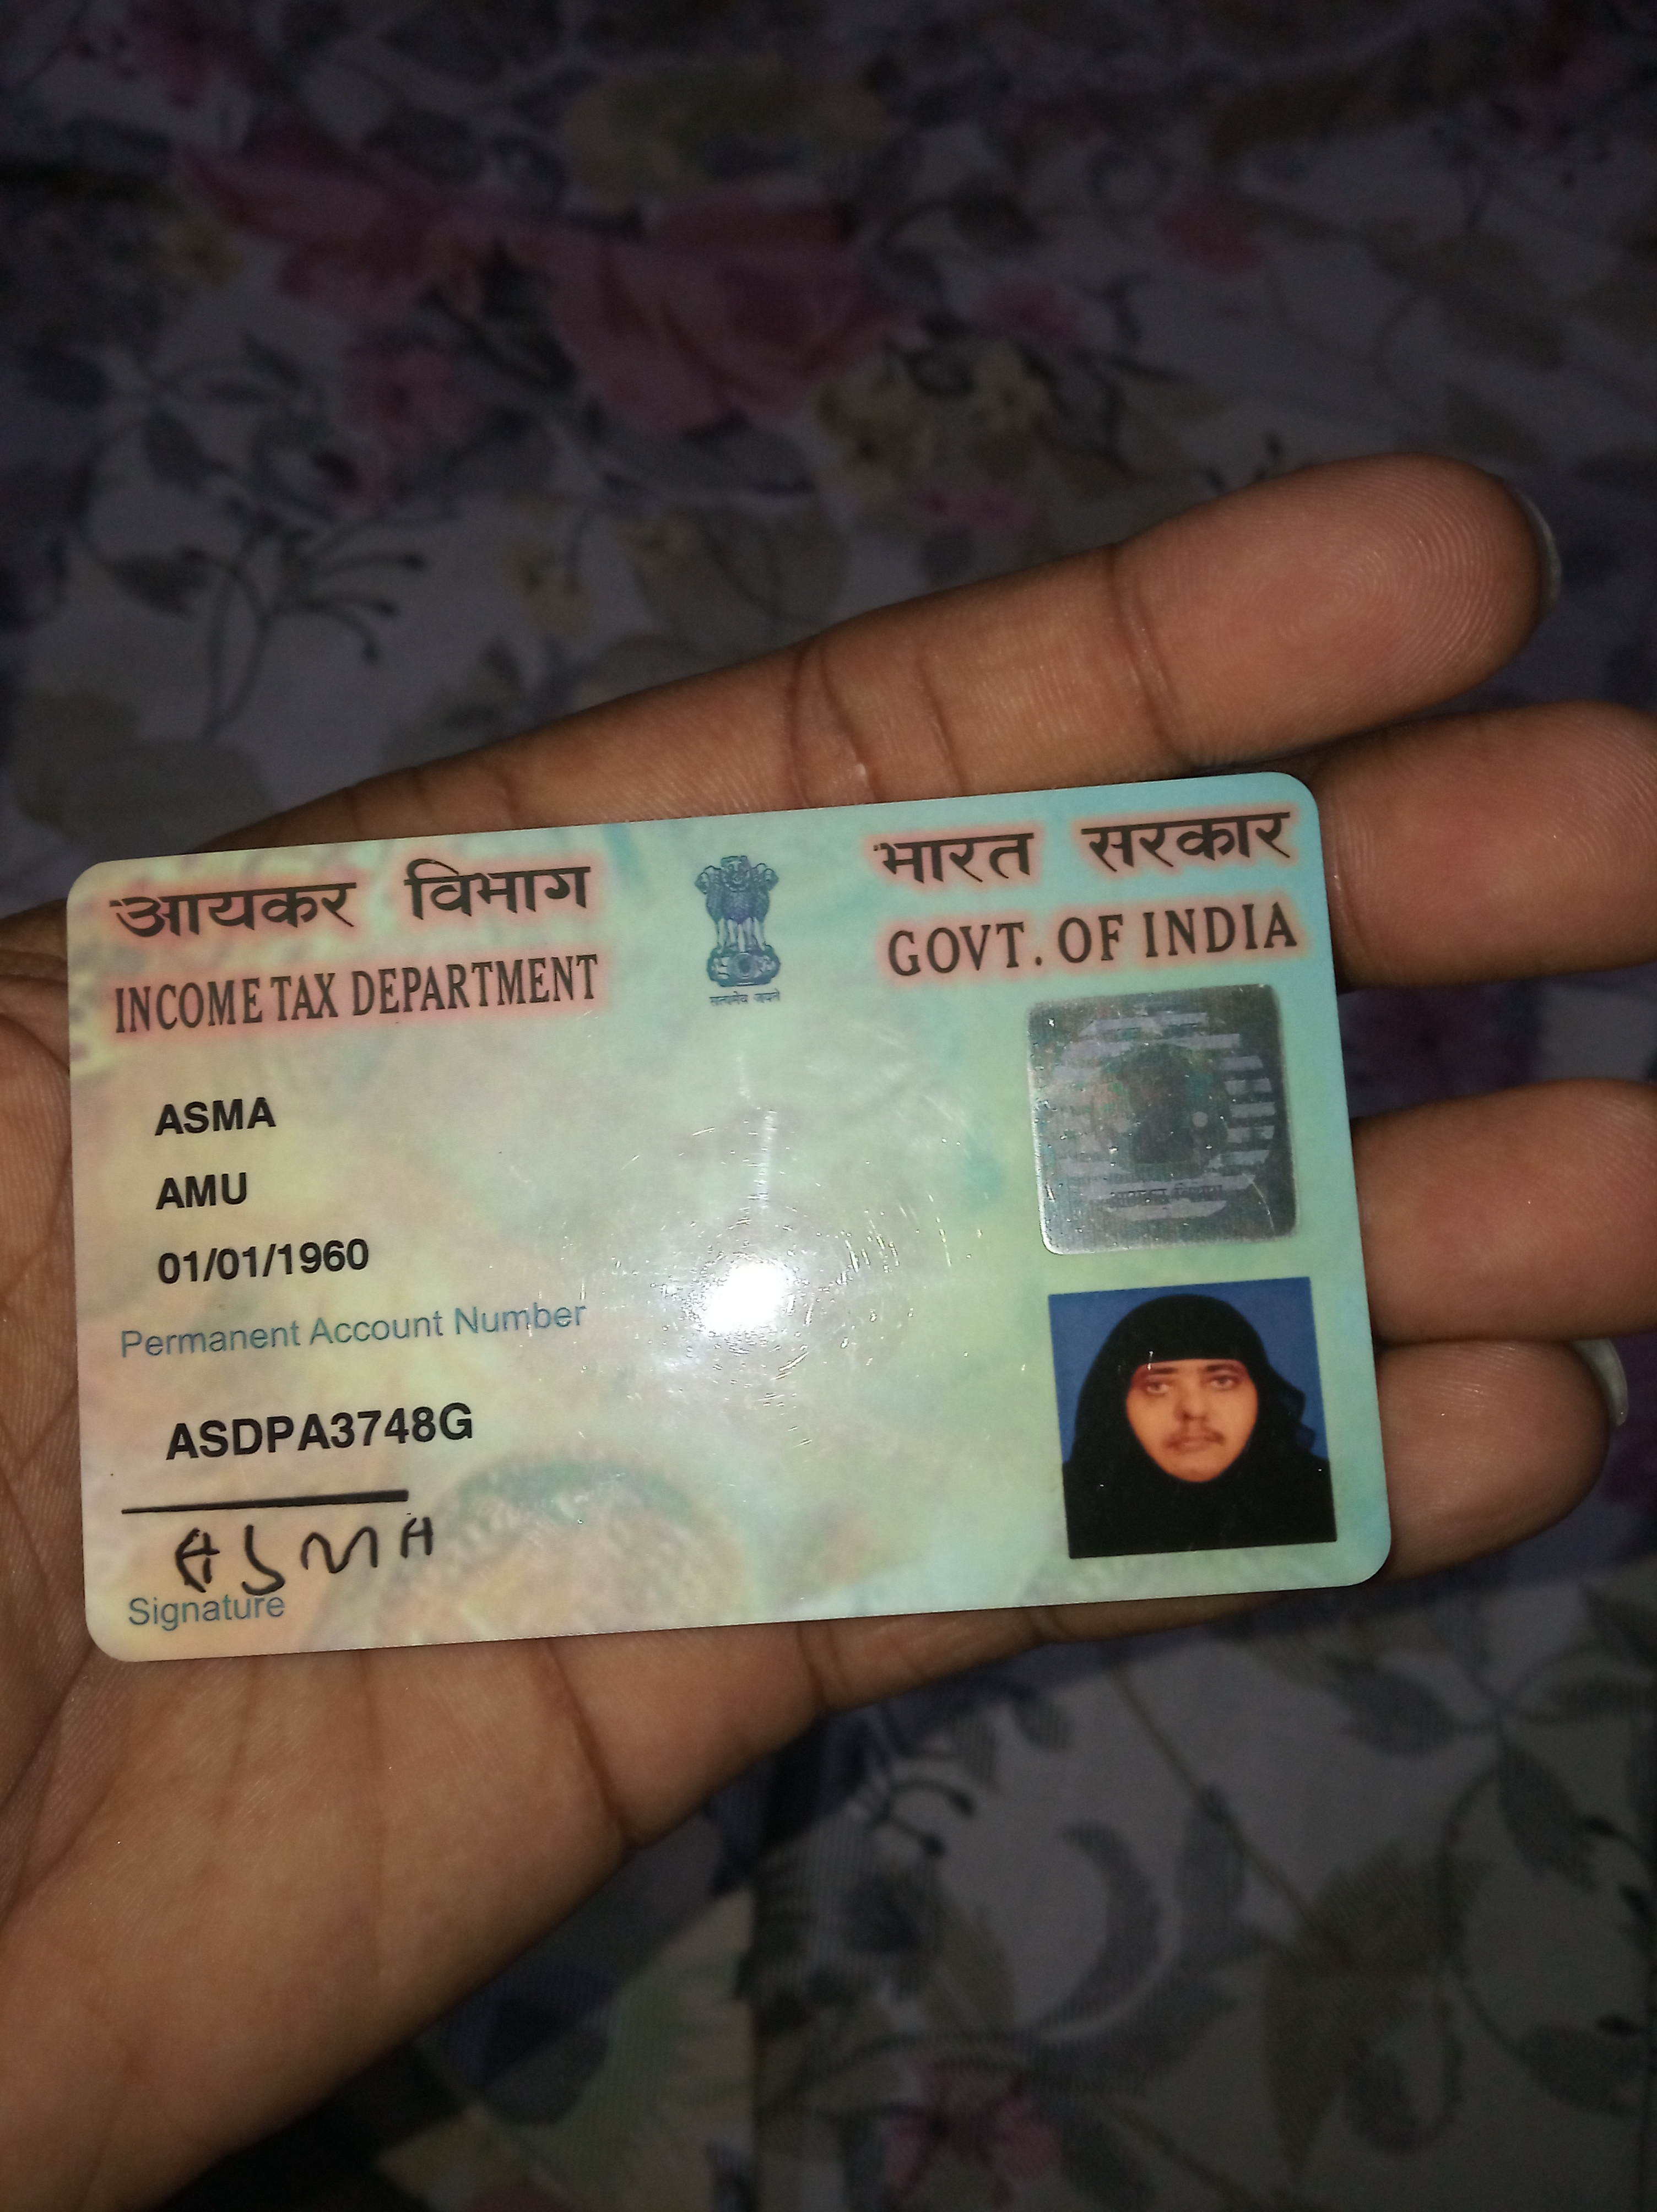 आयकर विभाग
INCOME TAX DEPARTMENT
सत्यमेव जयते
भारत सरकार
GOVT. OF INDIA
ASMA
AMU
01/01/1960
Permanent Account Number
ASDPA3748G
ASMA
Signature